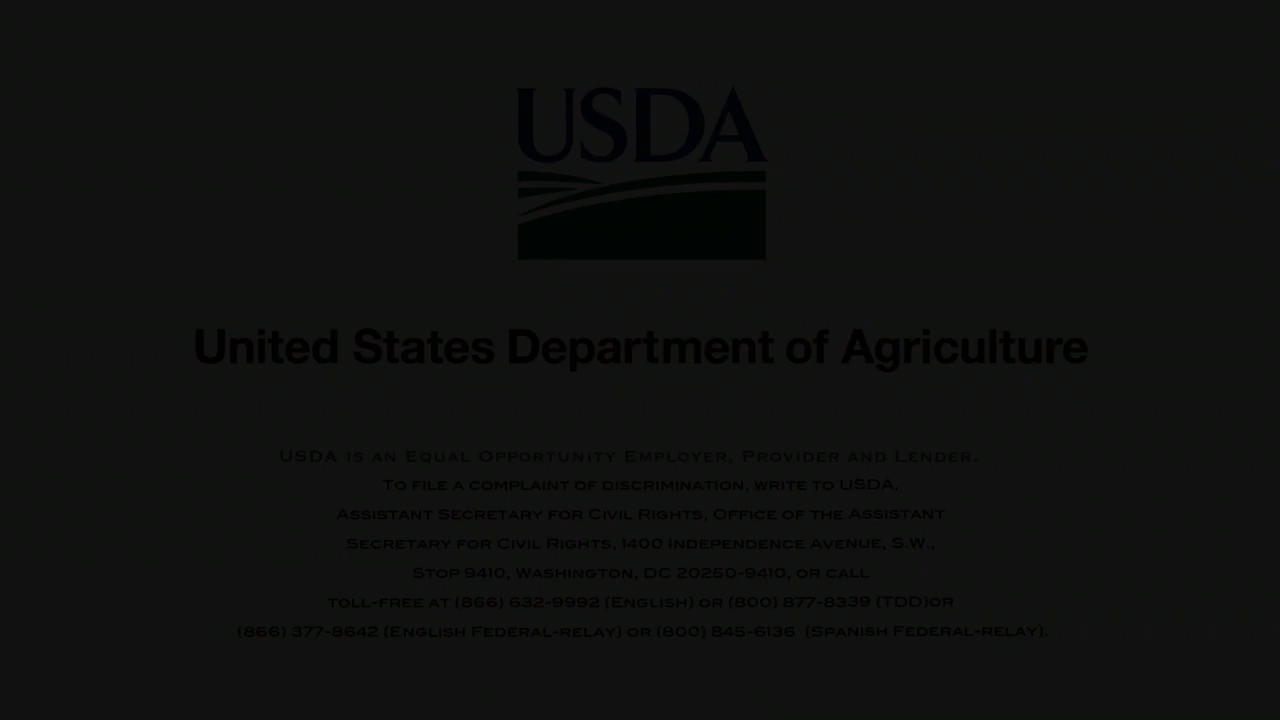 USDA
United States Department of Agriculture
USDA is an Equal Opportunity Employer, Provider and Lender.
To file a complaint of discrimination, write to USDA,
Assistant Secretary for Civil Rights, Office of the Assistant
Secretary for Civil Rights, 1400 Independence Avenue, S.W.,
Stop 9410, Washington, DC 20250-9410, or call
toll-free at (866) 632-9992 (English) or (800) 877-8339 (TDD)or
(866) 377-8642 (English Federal-relay) or (800) 845-6136 (Spanish Federal-relay).